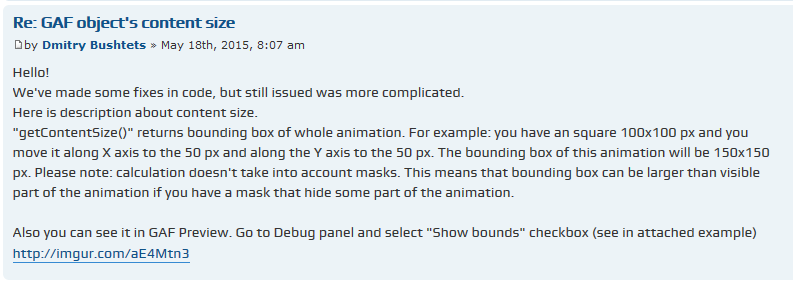 Re: GAF object's content size
by Dmitry Bushtets » May 18th, 2015, 8:07 am
Hello!
We've made some fixes in code, but still issued was more complicated.
Here is description about content size.
"getContentSize()" returns bounding box of whole animation. For example: you have an square 100x100 px and you
move it along X axis to the 50 px and along the Y axis to the 50 px. The bounding box of this animation will be 150x150
px. Please note: calculation doesn't take into account masks. This means that bounding box can be larger than visible
part of the animation if you have a mask that hide some part of the animation.
Also you can see it in GAF Preview. Go to Debug panel and select "Show bounds" checkbox (see in attached example)
http://imgur.com/aE4Mtn3